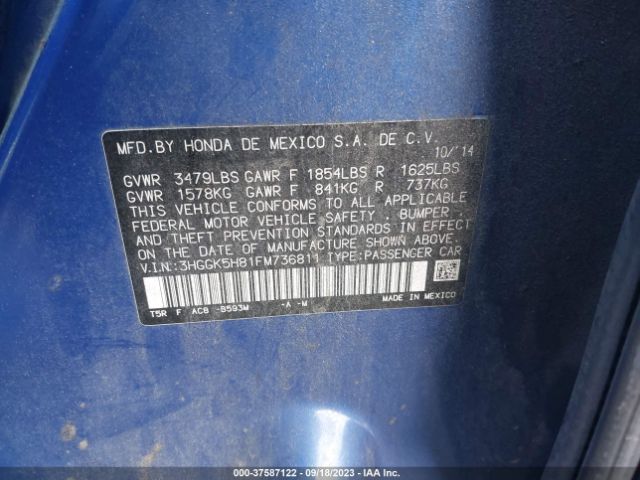 MFD.BY HONDA DE MEXICO S.A. DE C.V.
10/'14
GVWR 3479LBS GAWR F 1854LBS R 1625LBS
GVWR 1578KG GAWR F 841KG R 737KG
THIS VEHICLE CONFORMS TO ALL APPLICABLE
FEDERAL MOTOR VEHICLE SAFETY , BUMPER ,
AND THEFT PREVENTION STANDARDS IN EFFECT
ON THE DATE OF MANUFACTURE SHOWN ABOVE.
V.I.N:3HGGK5H81FM736811 TYPE:PASSENGER CAR
T5R F AC8 -B593M -A -M MADE IN MEXICO
000-37587122 - 09/18/2023 - IAA Inc.